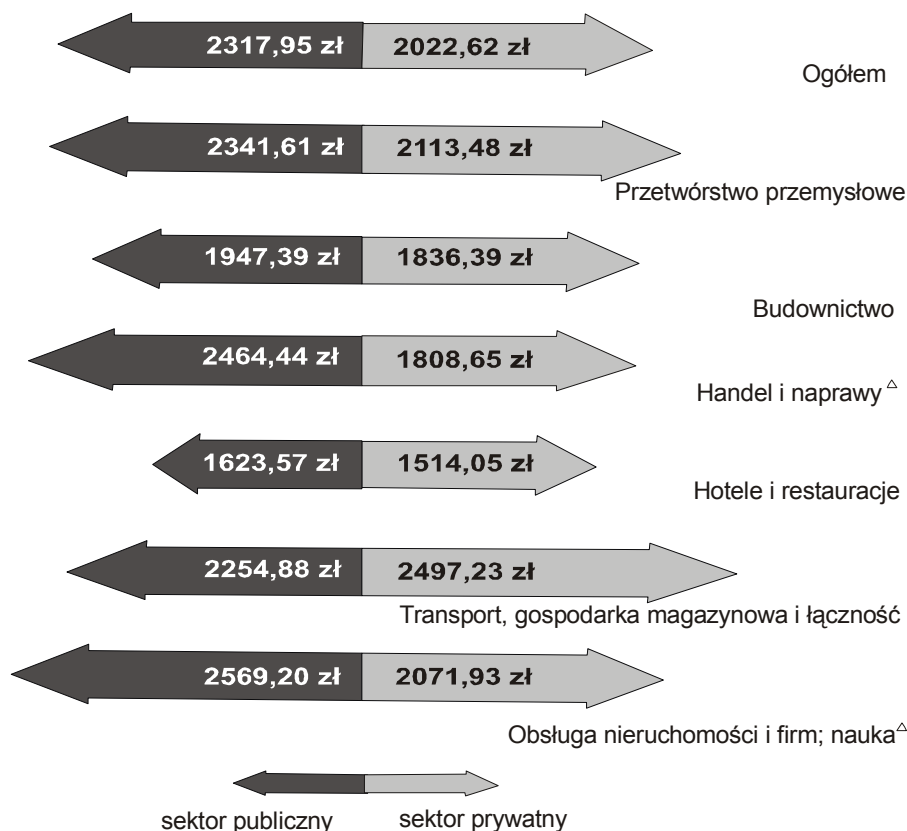 2317,95 zł 2022,62 zł
Ogółem
2341,61 zł 2113,48 zł
Przetwórstwo przemysłowe
1947,39 zł 1836,39 zł
Budownictwo
2464,44 zł 1808,65 zł
Handel i naprawy △
1623,57 zł 1514,05 zł
Hotele i restauracje
2254,88 zł 2497,23 zł
Transport, gospodarka magazynowa i łączność
2569,20 zł 2071,93 zł
Obsługa nieruchomości i firm; nauka△
sektor publiczny sektor prywatny